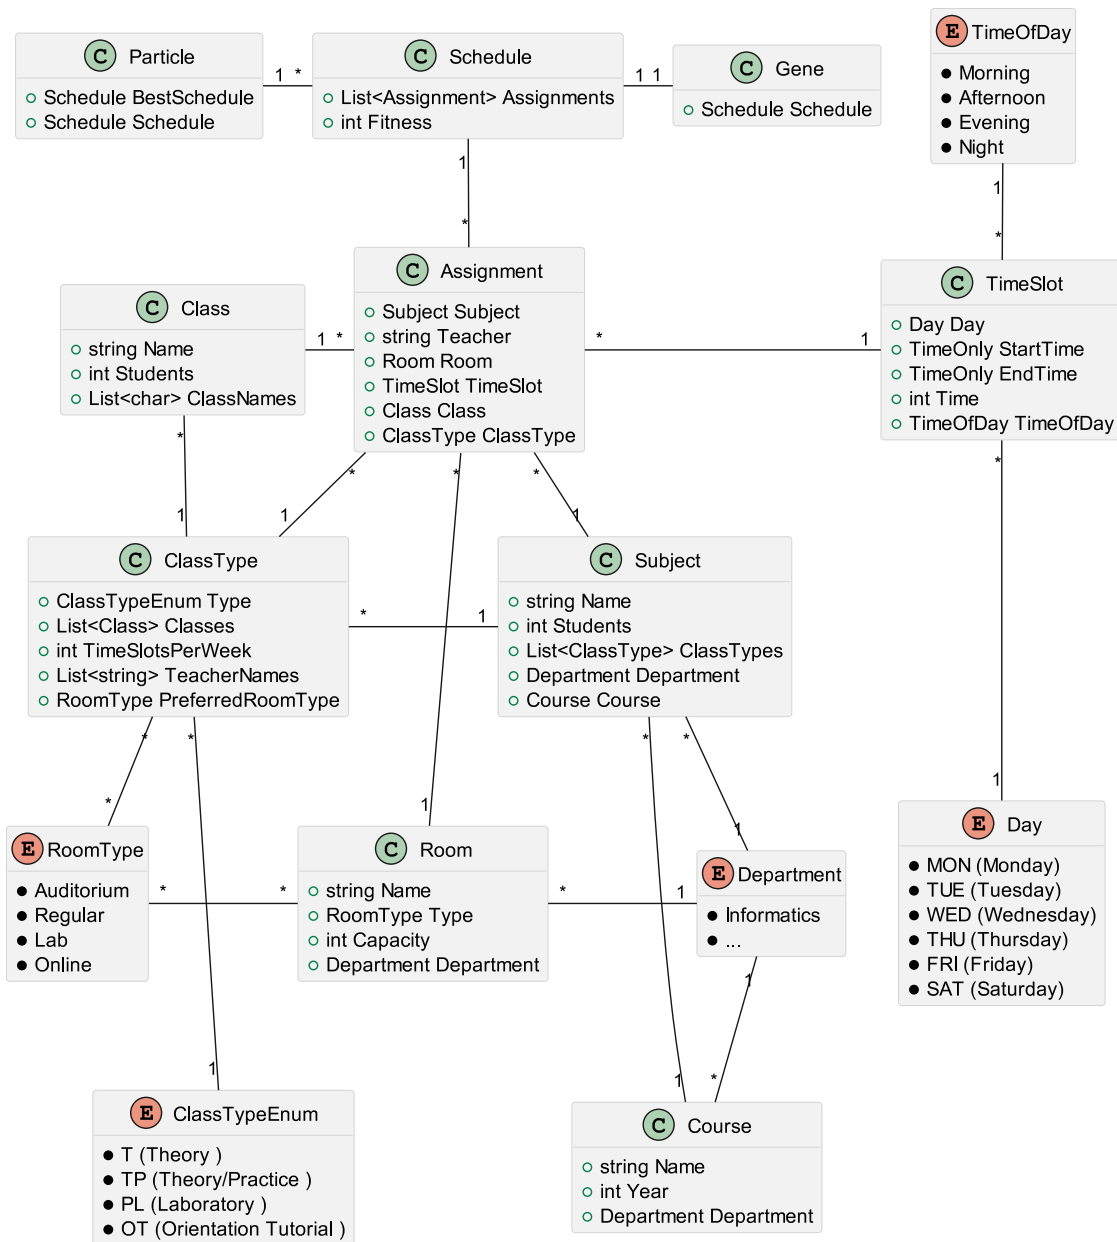 C Particle
Schedule BestSchedule
Schedule Schedule
1 *
C Schedule
List<Assignment> Assignments
int Fitness
1 1
C Gene
Schedule Schedule
E TimeOfDay
Morning
Afternoon
Evening
Night
1
*
1
*
C Class
string Name
int Students
List<char> ClassNames
1 *
C Assignment
Subject Subject
string Teacher
Room Room
TimeSlot TimeSlot
Class Class
ClassType ClassType
* 1
C TimeSlot
Day Day
TimeOnly StartTime
TimeOnly EndTime
int Time
TimeOfDay TimeOfDay
* * * * *
1 1 1
C ClassType
ClassTypeEnum Type
List<Class> Classes
int TimeSlotsPerWeek
List<string> TeacherNames
RoomType PreferredRoomType
* 1
C Subject
string Name
int Students
List<ClassType> ClassTypes
Department Department
Course Course
* * * *
* 1 1 1
E RoomType
Auditorium
Regular
Lab
Online
* *
C Room
string Name
RoomType Type
int Capacity
Department Department
* 1
E Department
Informatics
...
E Day
MON (Monday)
TUE (Tuesday)
WED (Wednesday)
THU (Thursday)
FRI (Friday)
SAT (Saturday)
1
1 1 *
E ClassTypeEnum
T (Theory )
TP (Theory/Practice )
PL (Laboratory )
OT (Orientation Tutorial )
C Course
string Name
int Year
Department Department